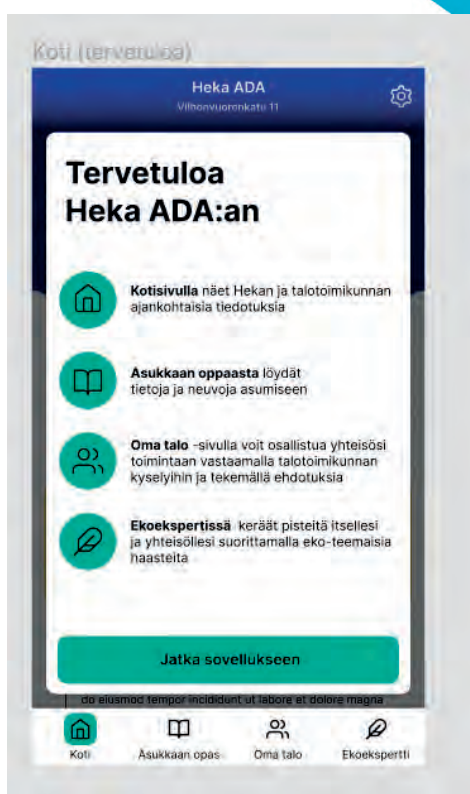 Koti (tervetuloa)
Heka ADA
Vilhonvuorenkatu 11
Tervetuloa
Heka ADA:an
Kotisivulla näet Hekan ja talotoimikunnan
ajankohtaisia tiedotuksia
Asukkaan oppaasta löydät
tietoja ja neuvoja asumiseen
Oma talo -sivulla voit osallistua yhteisösi
toimintaan vastaamalla talotoimikunnan
kyselyihin ja tekemällä ehdotuksia
Ekoekspertissä keräät pisteitä itsellesi
ja yhteisöllesi suorittamalla eko-teemaisia
haasteita
Jatka sovellukseen
do eiusmod tempor incididunt ut labore et dolore magna
Koti
Asukkaan opas
Oma talo
Ekoekspertti